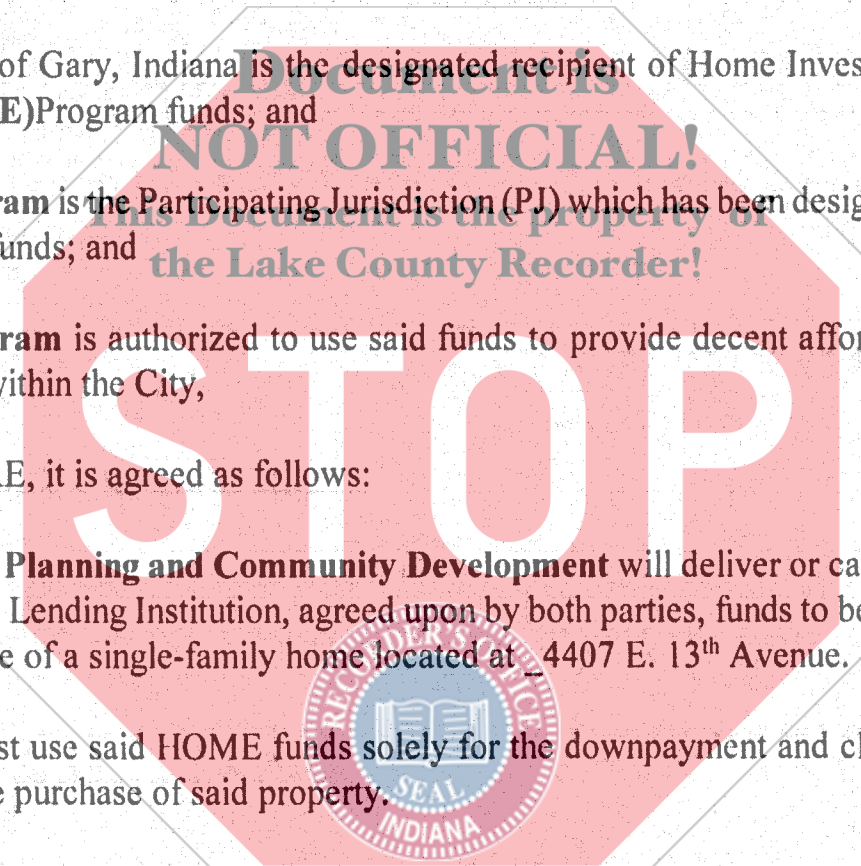 of Gary, Indiana is the designated recipient of Home Inves
E)Program funds; and
ram is the Participating Jurisdiction (PJ) which has been desig
unds; and
ram is authorized to use said funds to provide decent affor
within the City,
RE, it is agreed as follows:
Planning and Community Development will deliver or ca
Lending Institution, agreed upon by both parties, funds to be
e of a single-family home located at _4407 E. 13th Avenue.
st use said HOME funds solely for the downpayment and cl
e purchase of said property.
Document is
NOT OFFICIAL!
This Document is the property of
the Lake County Recorder!
STOP
RECORDER'S OFFICE
SEAL
INDIANA